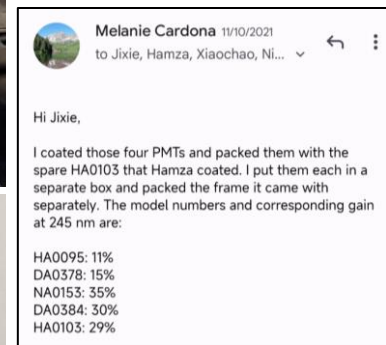 Melanie Cardona 11/10/2021
to Jixie, Hamza, Xiaochao, Ni...
Hi Jixie,
I coated those four PMTs and packed them with the
spare HA0103 that Hamza coated. I put them each in a
separate box and packed the frame it came with
separately. The model numbers and corresponding gain
at 245 nm are:
HA0095: 11%
DA0378: 15%
NA0153: 35%
DA0384: 30%
HA0103: 29%